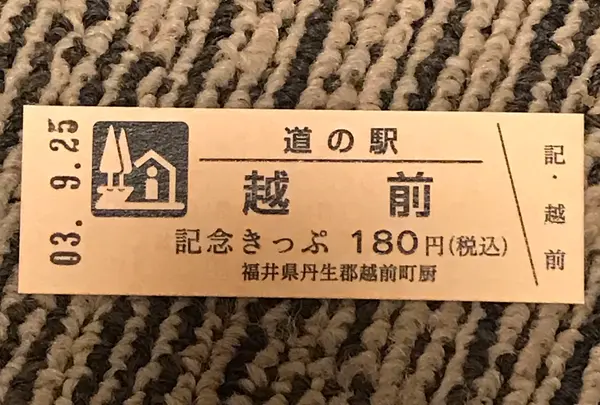 03. 9.25
道の駅
越前
記念きっぷ 180円(税込)
福井県丹生郡越前町厨
記・越前